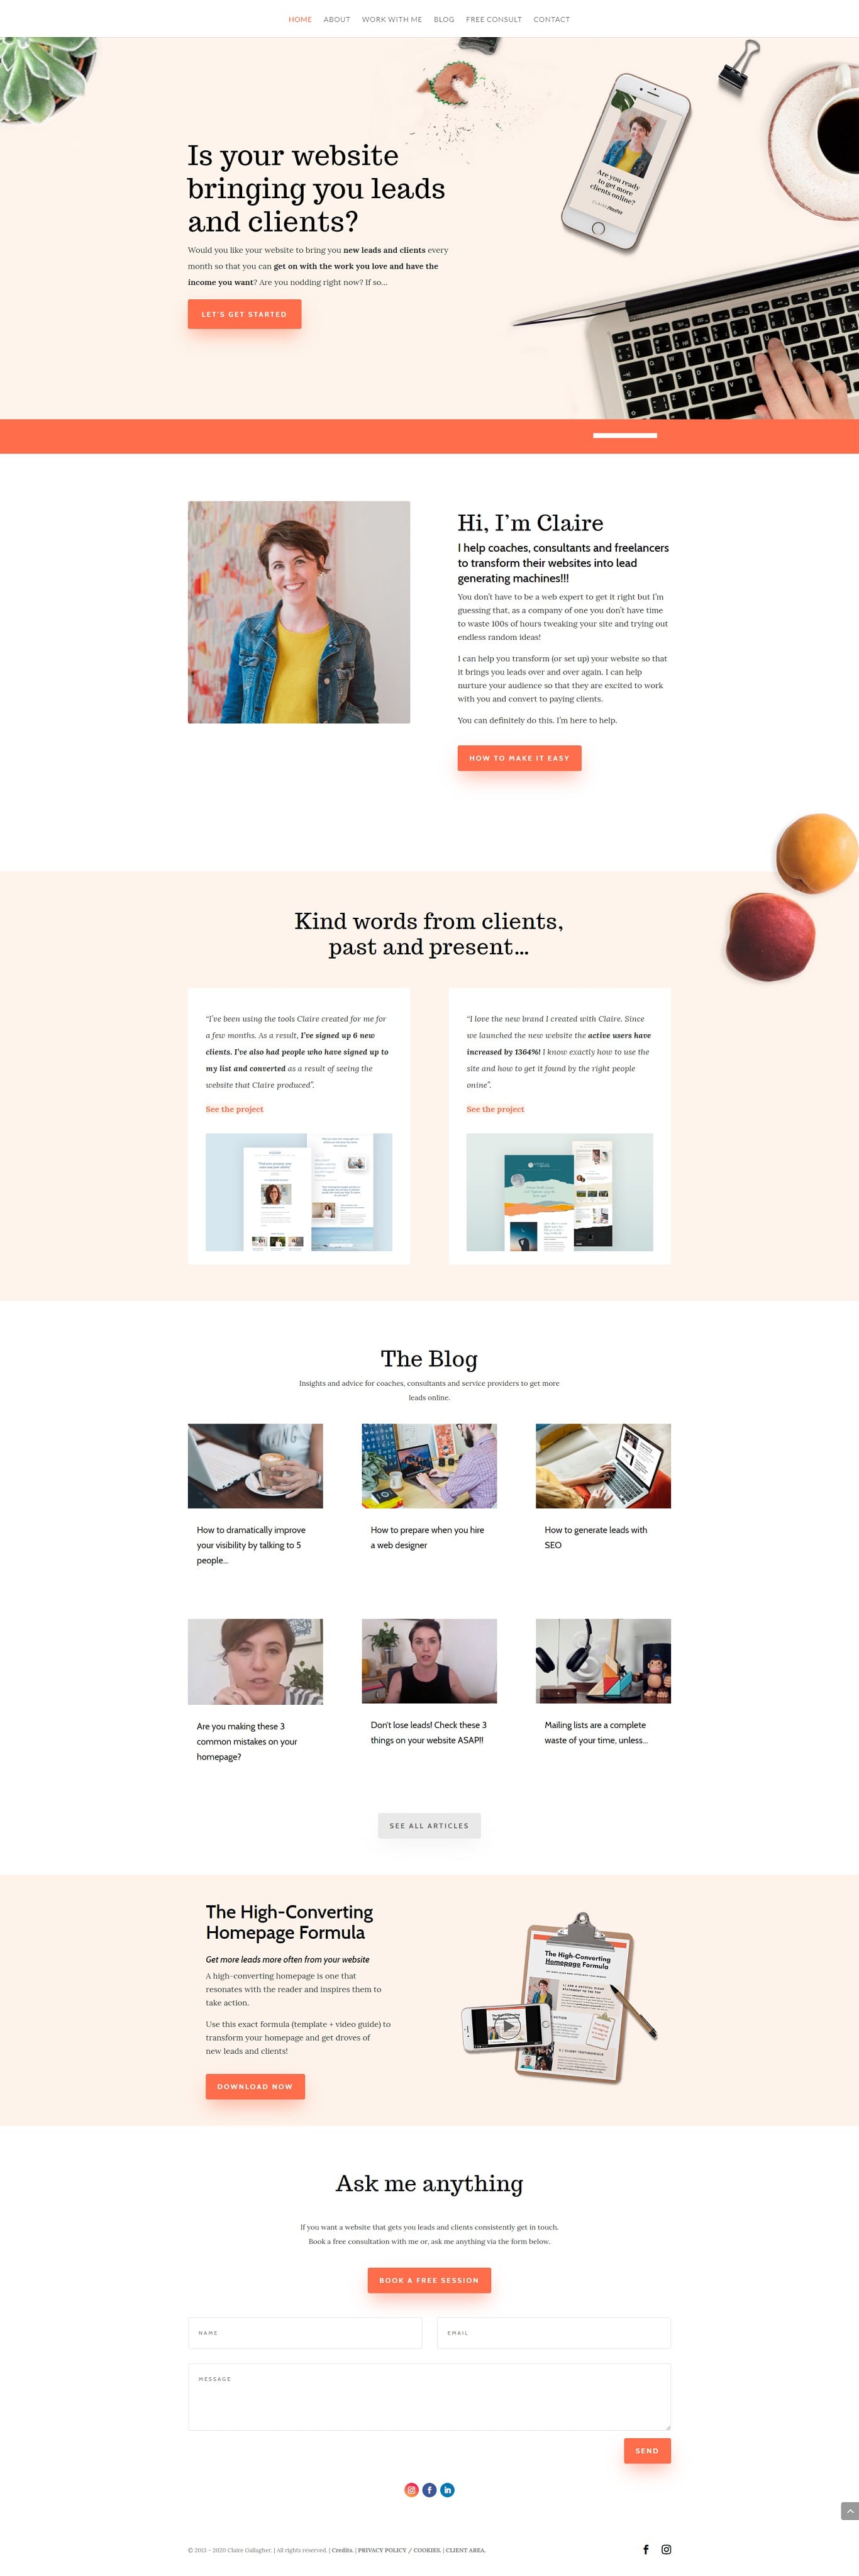 HOME ABOUT WORK WITH ME BLOG FREE CONSULT CONTACT
Is your website
bringing you leads
and clients?
Would you like your website to bring you new leads and clients every
month so that you can get on with the work you love and have the
income you want? Are you nodding right now? If so...
LET'S GET STARTED
Are you ready
to get more
clients online?
Hi, I'm Claire
I help coaches, consultants and freelancers
to transform their websites into lead
generating machines!!!
You don't have to be a web expert to get it right but I'm
guessing that, as a company of one you don't have time
to waste 100s of hours tweaking your site and trying out
endless random ideas!
I can help you transform (or set up) your website so that
it brings you leads over and over again. I can help
nurture your audience so that they are excited to work
with you and convert to paying clients.
You can definitely do this. I'm here to help.
HOW TO MAKE IT EASY
Kind words from clients,
past and present...
"I've been using the tools Claire created for me for
a few months. As a result, I've signed up 6 new
clients. I've also had people who have signed up to
my list and converted as a result of seeing the
website that Claire produced".
See the project
"I love the new brand I created with Claire. Since
we launched the new website the active users have
increased by 1364%! I know exactly how to use the
site and how to get it found by the right people
onine".
See the project
The Blog
Insights and advice for coaches, consultants and service providers to get more
leads online.
How to dramatically improve
your visibility by talking to 5
people...
How to prepare when you hire
a web designer
How to generate leads with
SEO
Are you making these 3
common mistakes on your
homepage?
Don't lose leads! Check these 3
things on your website ASAP!!
Mailing lists are a complete
waste of your time, unless...
SEE ALL ARTICLES
The High-Converting
Homepage Formula
Get more leads more often from your website
A high-converting homepage is one that
resonates with the reader and inspires them to
take action.
Use this exact formula (template + video guide) to
transform your homepage and get droves of
new leads and clients!
DOWNLOAD NOW
The High-Converting
Homepage Formula
Ask me anything
If you want a website that gets you leads and clients consistently get in touch.
Book a free consultation with me or, ask me anything via the form below.
BOOK A FREE SESSION
NAME
EMAIL
MESSAGE
SEND
© 2013 - 2020 Claire Gallagher. | All rights reserved. | Credits. | PRIVACY POLICY / COOKIES. | CLIENT AREA.